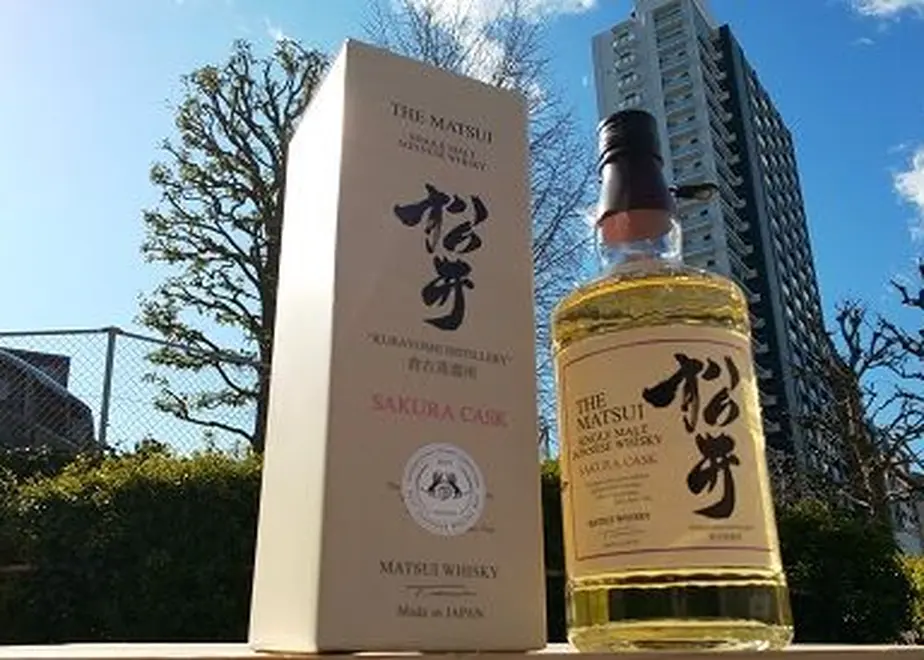 THE MATSUI
SINGLE MALT
JAPANESE WHISKY
松井
"KURAYOSHI DISTILLERY"
倉吉蒸溜所
SAKURA CASK
MATSUI WHISKY
Made in JAPAN
THE
MATSUI
SINGLE MALT
JAPANESE WHISKY
SAKURA CASK
松井
MATSUI WHISKY